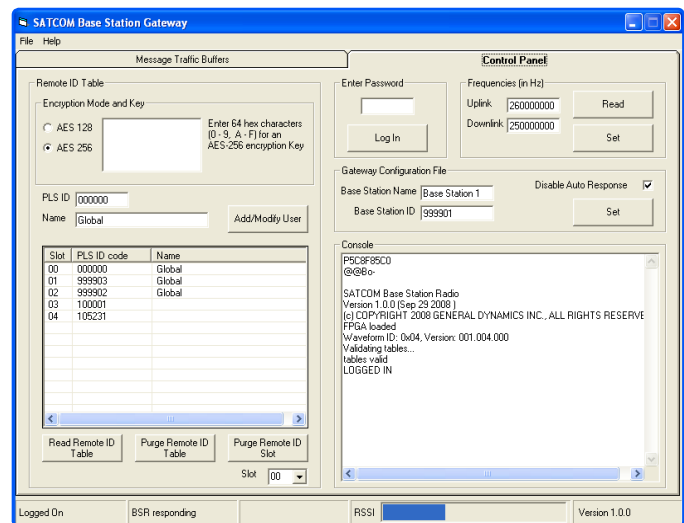 SATCOM Base Station Gateway
File Help
Message Traffic Buffers
Control Panel
Remote ID Table
Encryption Mode and Key
AES 128
AES 256
Enter 64 hex characters
(0 - 9, A - F) for an
AES-256 encryption Key
PLS ID 000000
Name Global
Add/Modify User
Slot PLS ID code Name
00 000000 Global
01 999903 Global
02 999902 Global
03 100001
04 105231
Read Remote ID
Table
Purge Remote ID
Table
Purge Remote ID
Slot
Slot 00
Enter Password
Log In
Frequencies (in Hz)
Uplink 260000000
Read
Downlink 250000000
Set
Gateway Configuration File
Base Station Name Base Station 1
Disable Auto Response
Base Station ID 999901
Set
Console
P5C8F85C0
@@Bo-
SATCOM Base Station Radio
Version 1.0.0 (Sep 29 2008 )
(c) COPYRIGHT 2008 GENERAL DYNAMICS INC., ALL RIGHTS RESERVE
FPGA loaded
Waveform ID: 0x04, Version: 001.004.000
Validating tables...
tables valid
LOGGED IN
Logged On
BSR responding
RSSI
Version 1.0.0